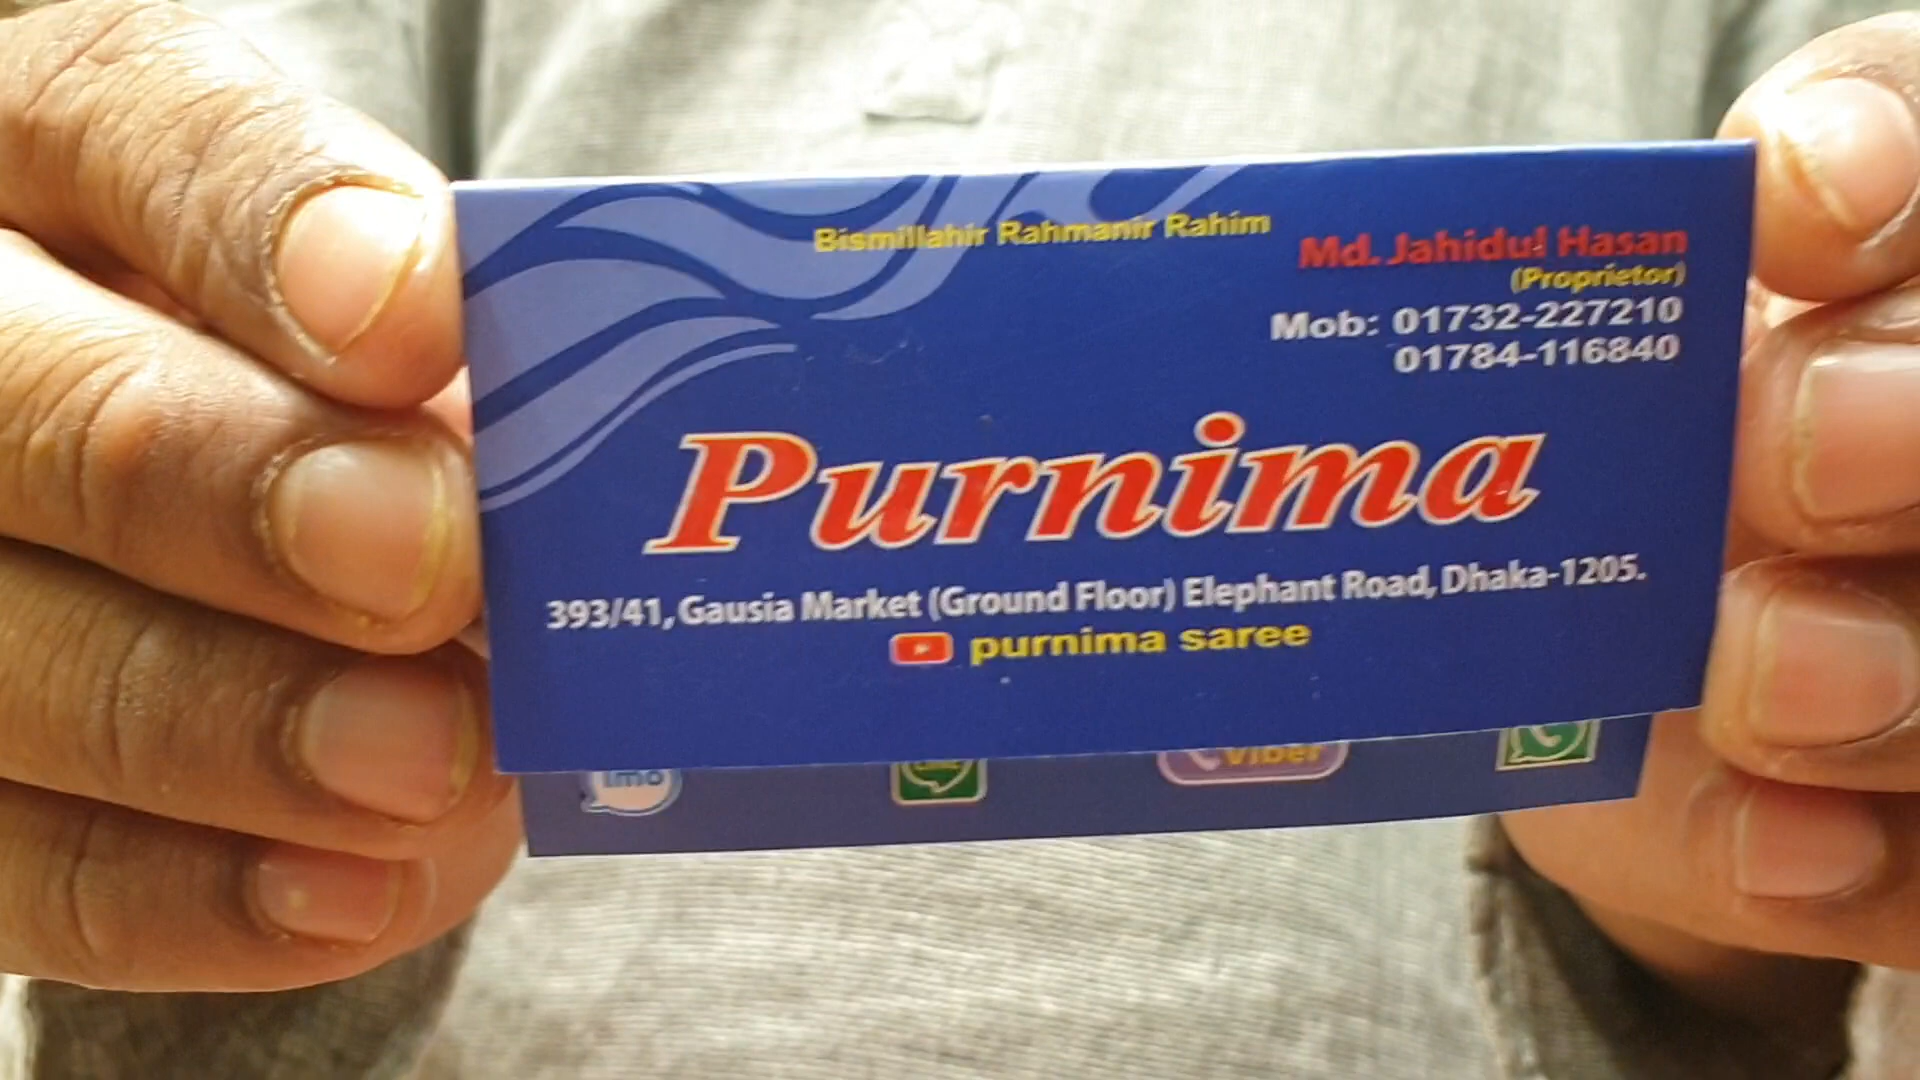 Bismillahir Rahmanir Rahim
Md. Jahidul Hasan
(Proprietor)
Mob: 01732-227210
01784-116840
Purnima
393/41, Gausia Market (Ground Floor) Elephant Road, Dhaka-1205.
purnima saree
imo
viber